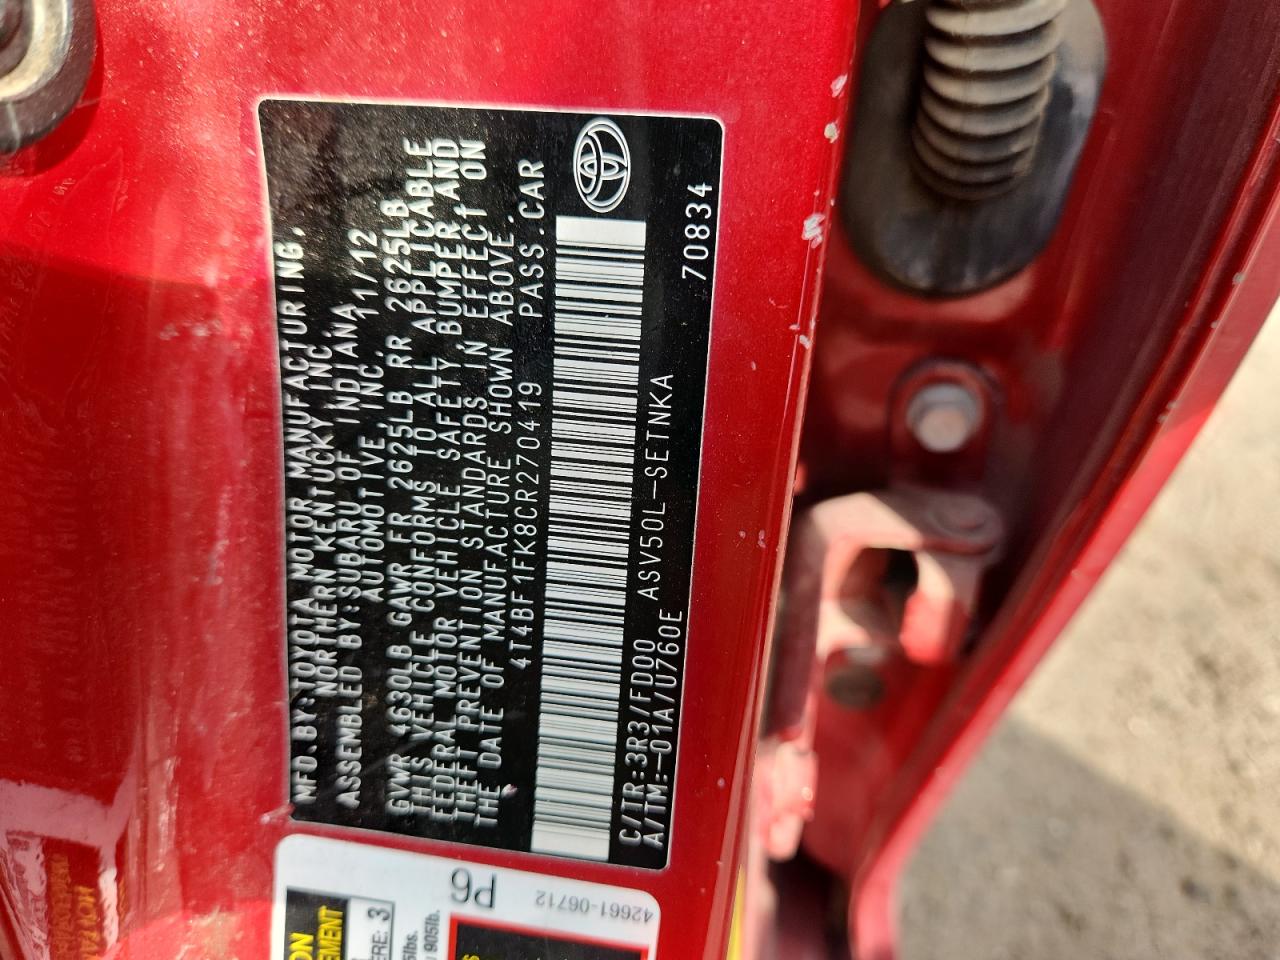 MFD.BY:TOYOTA MOTOR MANUFACTURING.
NORTHERN KENTUCKY INC.
ASSEMBLED BY:SUBARU OF INDIANA
AUTOMOTIVE,INC. 11/12
GVWR 4630LB GAWR FR 2625LB RR 2625LB
THIS VEHICLE CONFORMS TO ALL APPLICABLE
FEDERAL MOTOR VEHICLE SAFETY,BUMPER,AND
THEFT PREVENTION STANDARDS IN EFFECT ON
THE DATE OF MANUFACTURE SHOWN ABOVE.
4T4BF1FK8CR270419 PASS.CAR
C/TR:3R3/FD00 ASV50L-SETNKA 70834
A/TM:-01A/U760E
P6
42661-06712
3
905lb.